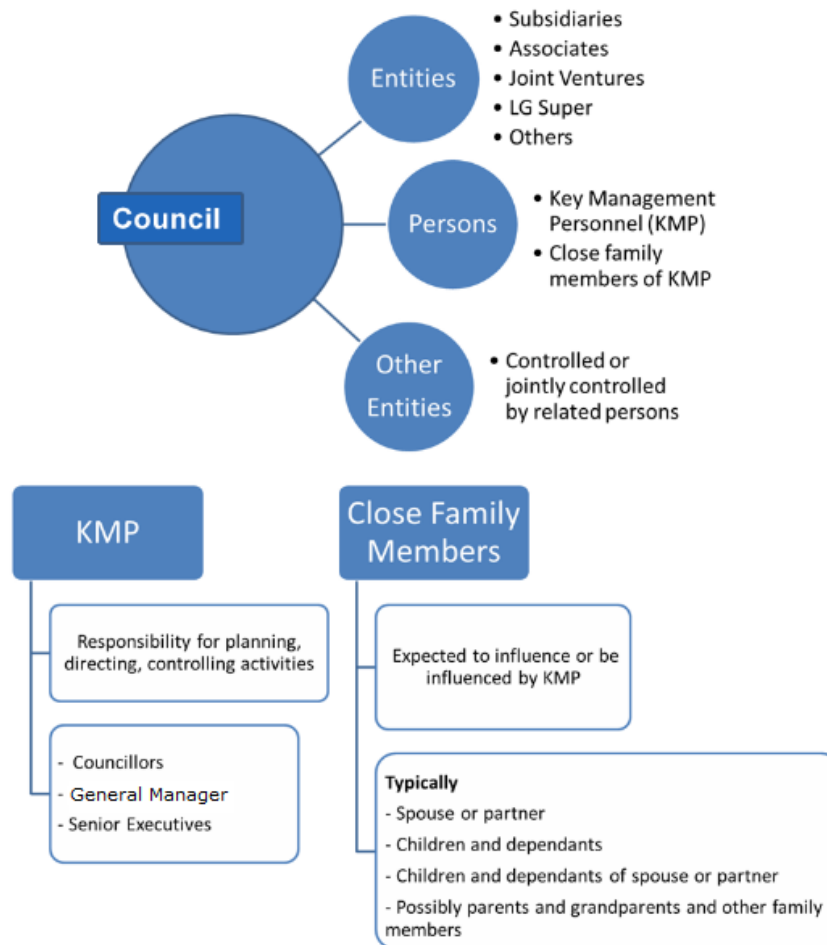 • Subsidiaries
• Associates
• Joint Ventures
• LG Super
• Others
Entities
Council
Persons
• Key Management
Personnel (KMP)
• Close family
members of KMP
Other
Entities
• Controlled or
jointly controlled
by related persons
KMP
Responsibility for planning,
directing, controlling activities
- Councillors
- General Manager
- Senior Executives
Close Family
Members
Expected to influence or be
influenced by KMP
Typically
- Spouse or partner
- Children and dependants
- Children and dependants of spouse or partner
- Possibly parents and grandparents and other family
members